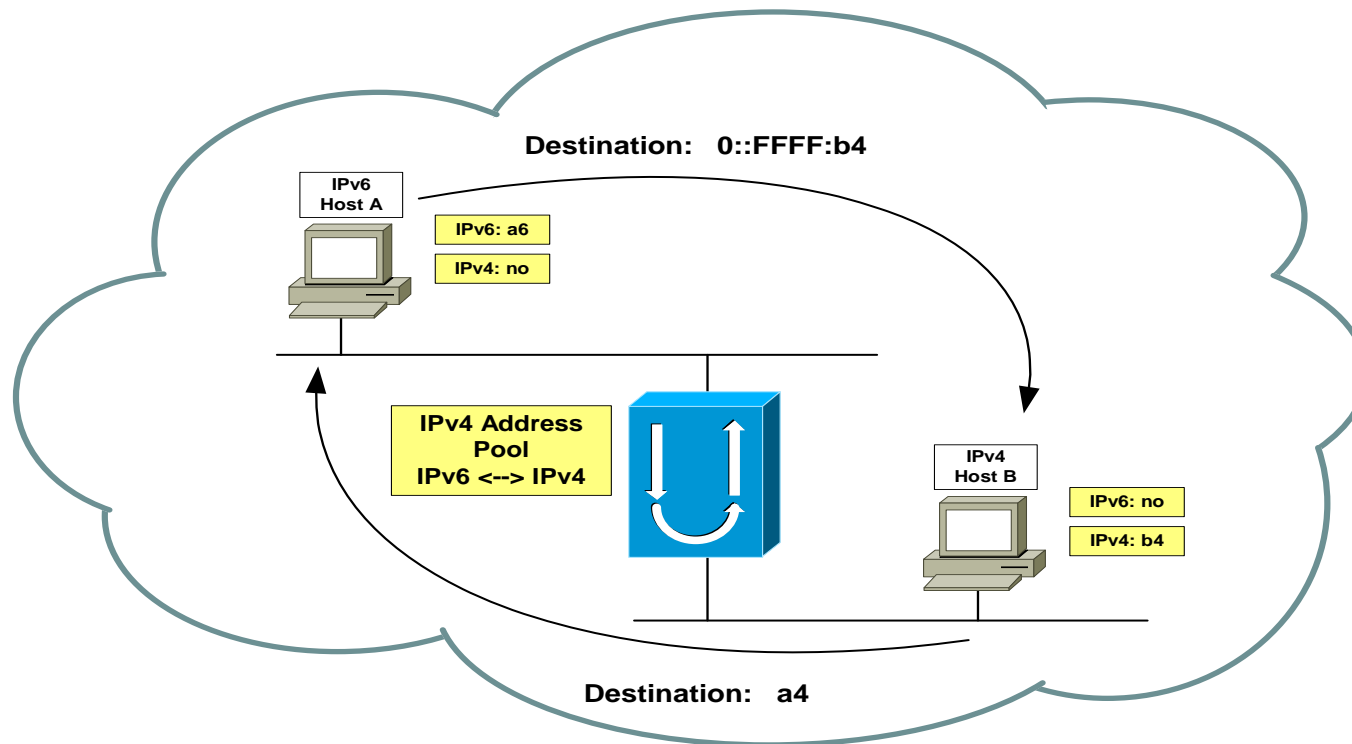 Destination: 0::FFFF:b4
IPv6
Host A
IPv6: a6
IPv4: no
IPv4 Address
Pool
IPv6 <--> IPv4
IPv4
Host B
IPv6: no
IPv4: b4
Destination: a4